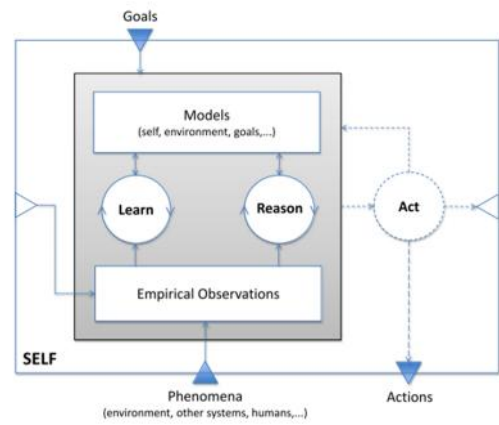 Goals
Models
(self, environment, goals,...)
Learn
Reason
Act
Empirical Observations
SELF
Phenomena
(environment, other systems, humans,...)
Actions